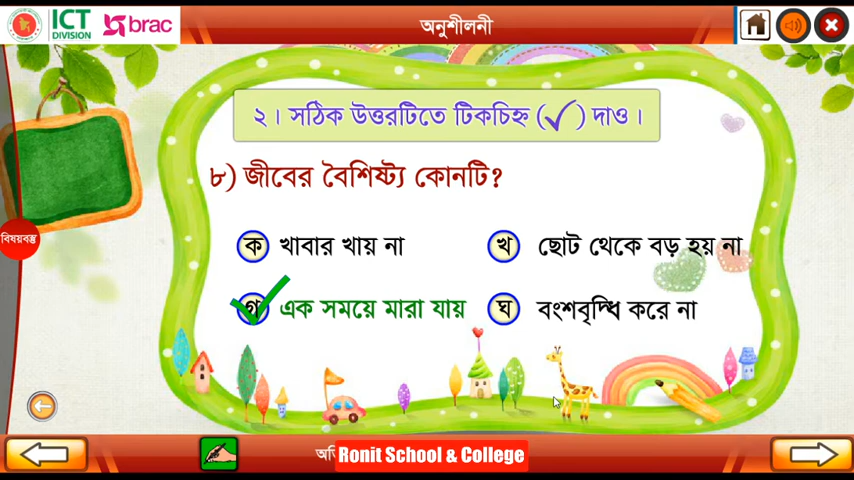 ICT
DIVISION
brac
অনুশীলনী
২। সঠিক উত্তরটিতে টিকচিহ্ন (✓) দাও।
৮) জীবের বৈশিষ্ট্য কোনটি?
ক খাবার খায় না
খ ছোট থেকে বড় হয় না
বিষয়বস্তু
গ এক সময়ে মারা যায়
ঘ বংশবৃদ্ধি করে না
Ronit School & College